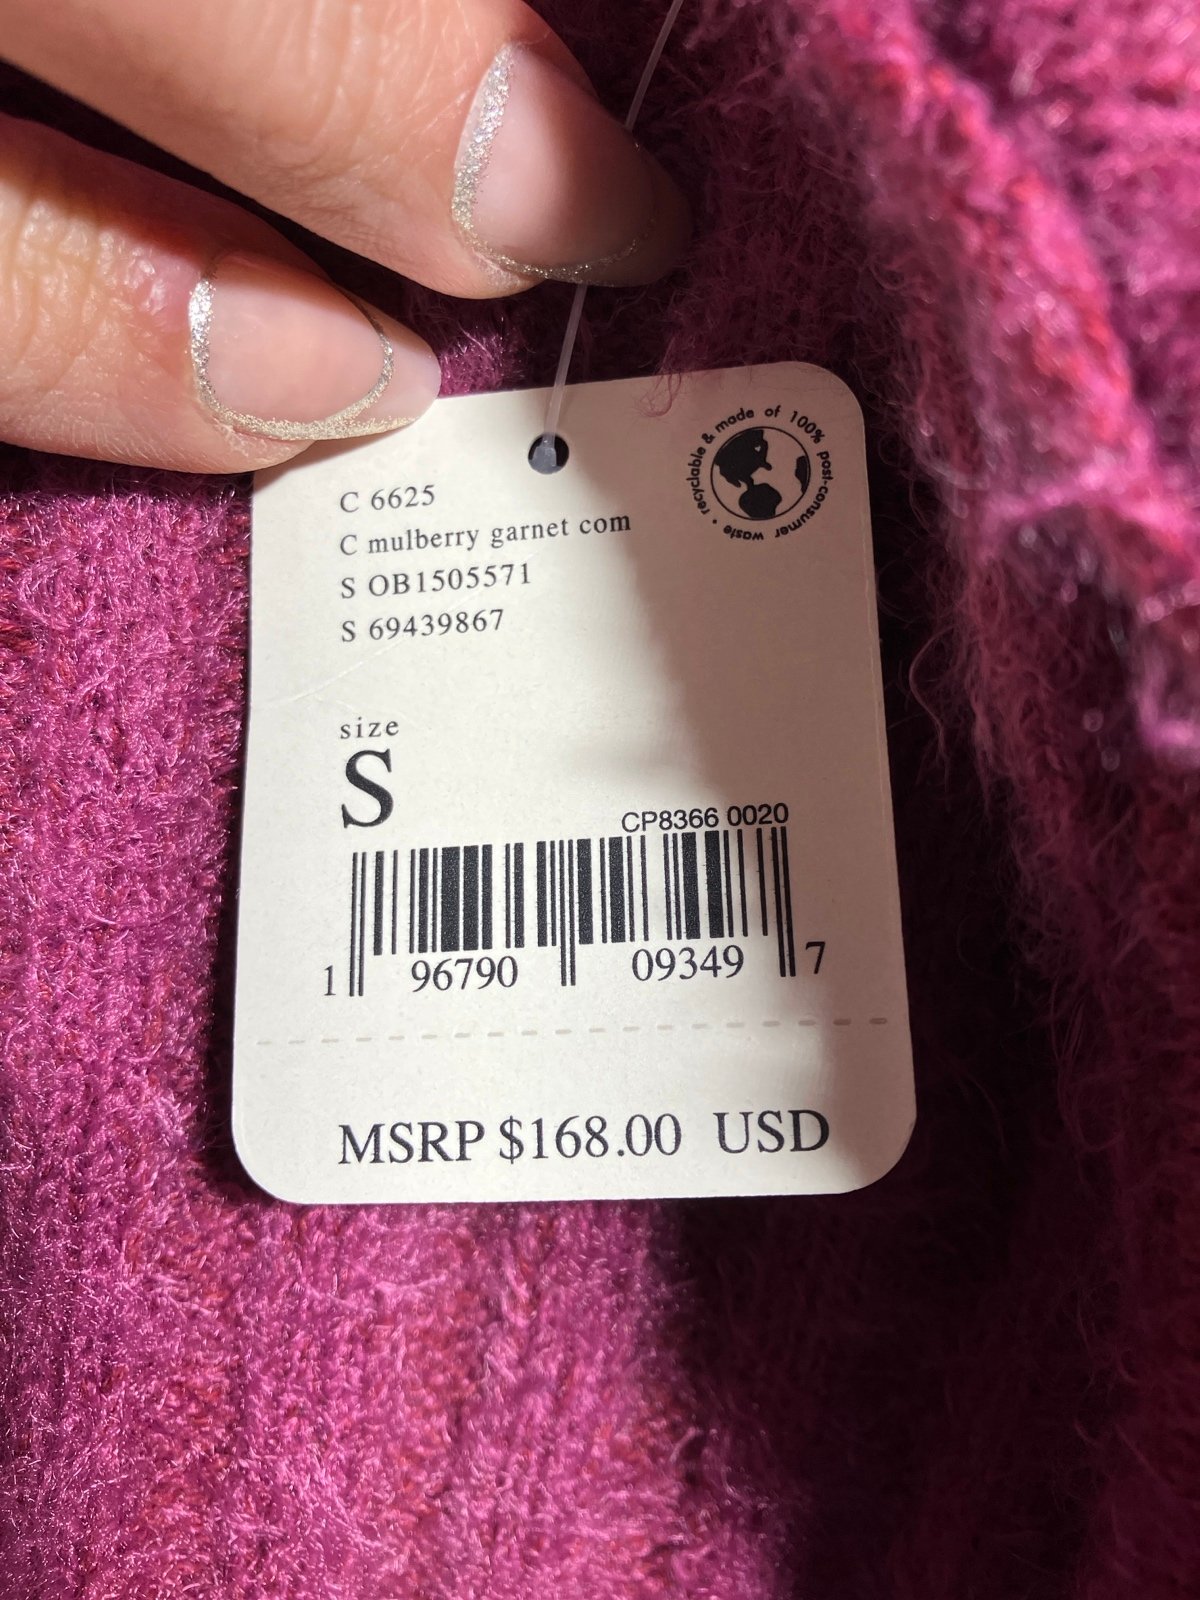 recyclable & made of 100% post-consumer waste •
C 6625
C mulberry garnet com
S OB1505571
S 69439867
size
S
CP8366 0020
1 96790 09349 7
MSRP $168.00 USD